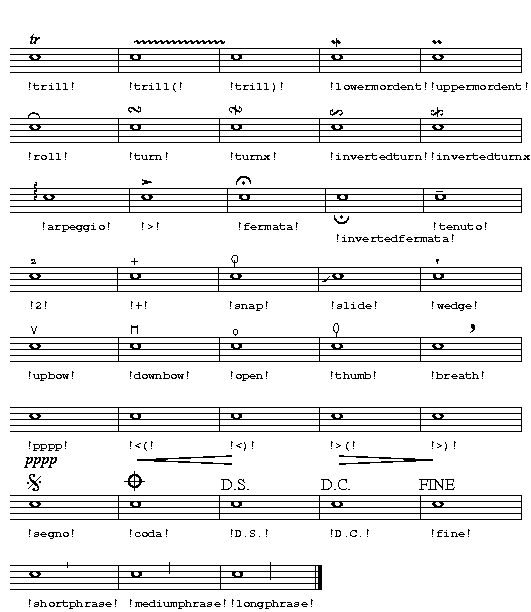 tr
!trill! !trill(! !trill)! !lowermordent! !uppermordent!
!roll! !turn! !turnx! !invertedturn! !invertedturnx
!arpeggio! !>! !fermata! !invertedfermata! !tenuto!
2 +
!2! !+! !snap! !slide! !wedge!
!upbow! !downbow! !open! !thumb! !breath!
!pppp! !<(! !<)! !>(! !>)!
pppp
D.S. D.C. FINE
!segno! !coda! !D.S.! !D.C.! !fine!
!shortphrase! !mediumphrase! !longphrase!